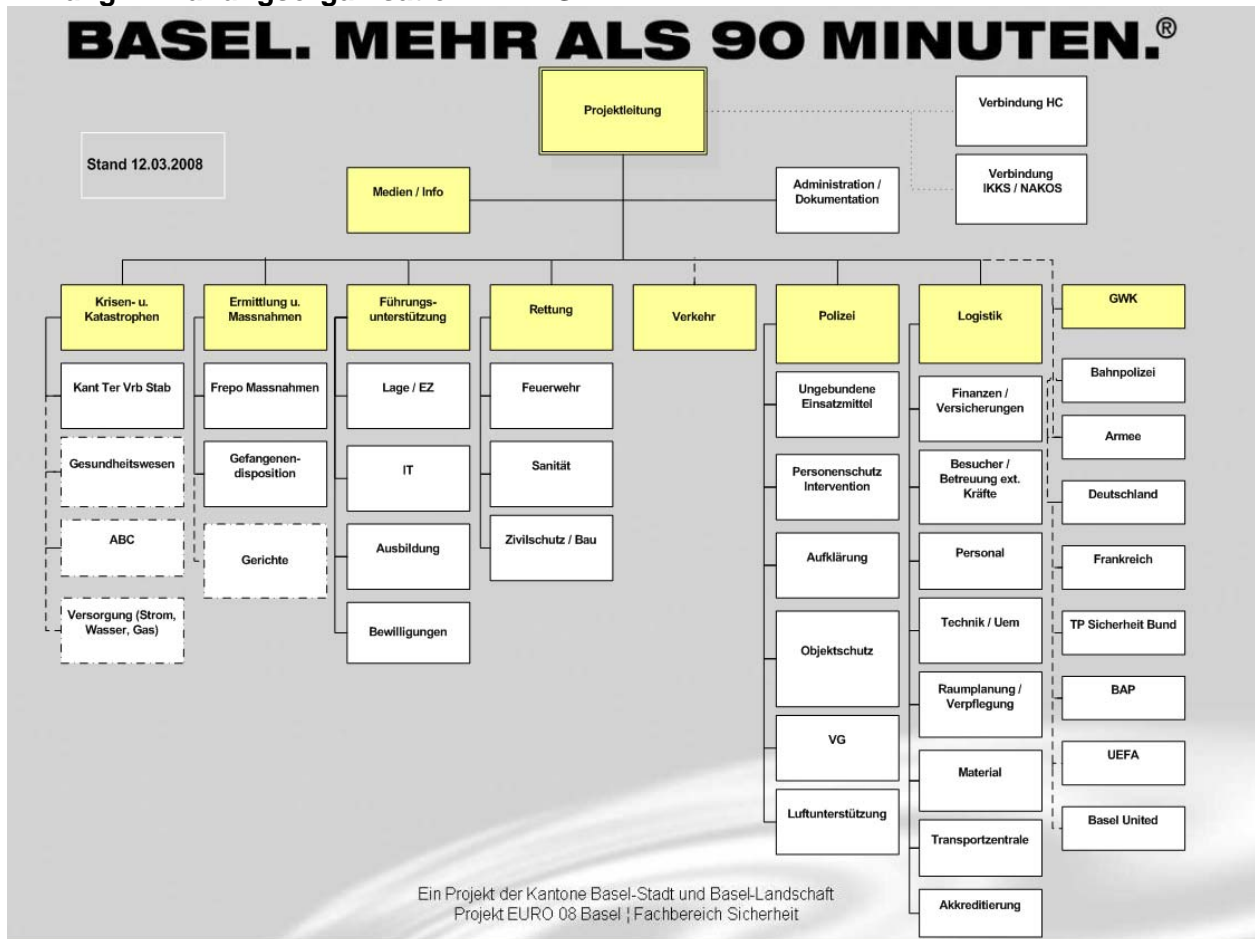 BASEL. MEHR ALS 90 MINUTEN.®
Projektleitung
Verbindung HC
Stand 12.03.2008
Verbindung
IKKS / NAKOS
Medien / Info
Administration /
Dokumentation
Krisen- u.
Katastrophen
Kant Ter Vrb Stab
Gesundheitswesen
ABC
Versorgung (Strom,
Wasser, Gas)
Ermittlung u.
Massnahmen
Frepo Massnahmen
Gefangenen-
disposition
Gerichte
Führungs-
unterstützung
Lage / EZ
IT
Ausbildung
Bewilligungen
Rettung
Feuerwehr
Sanität
Zivilschutz / Bau
Verkehr
Polizei
Ungebundene
Einsatzmittel
Personenschutz
Intervention
Aufklärung
Objektschutz
VG
Luftunterstützung
Logistik
Finanzen /
Versicherungen
Besucher /
Betreuung ext.
Kräfte
Personal
Technik / Uem
Raumplanung /
Verpflegung
Material
Transportzentrale
Akkreditierung
GWK
Bahnpolizei
Armee
Deutschland
Frankreich
TP Sicherheit Bund
BAP
UEFA
Basel United
Ein Projekt der Kantone Basel-Stadt und Basel-Landschaft
Projekt EURO 08 Basel ¦ Fachbereich Sicherheit